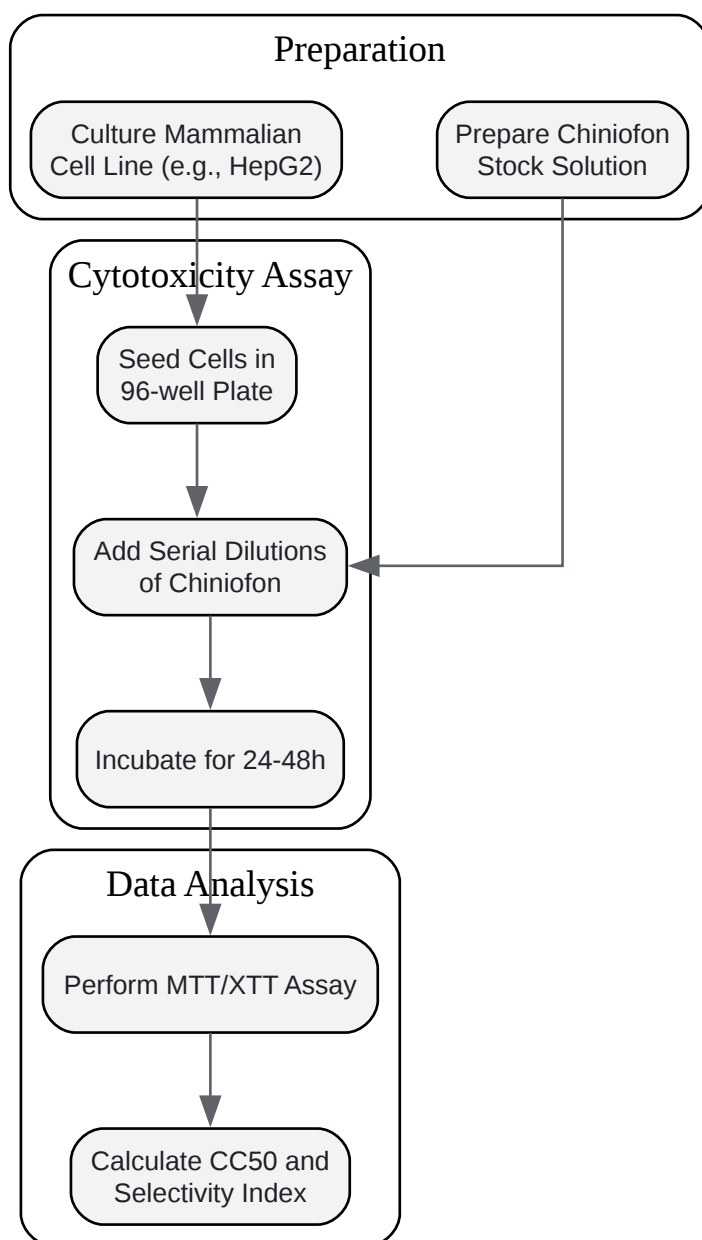 Preparation
Culture Mammalian
Cell Line (e.g., HepG2)
Prepare Chiniofon
Stock Solution
Cytotoxicity Assay
Seed Cells in
96-well Plate
Add Serial Dilutions
of Chiniofon
Incubate for 24-48h
Data Analysis
Perform MTT/XTT Assay
Calculate CC50 and
Selectivity Index